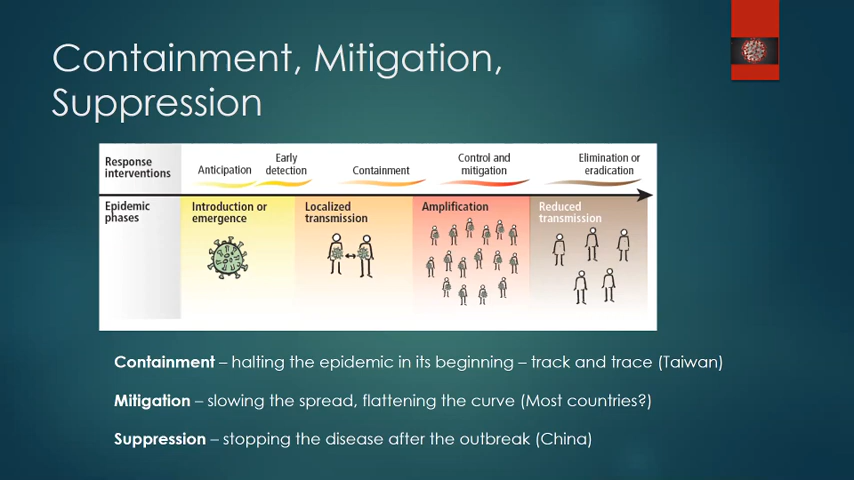 Containment, Mitigation,
Suppression
Response
interventions
Anticipation
Early
detection
Containment
Control and
mitigation
Elimination or
eradication
Epidemic
phases
Introduction or
emergence
Localized
transmission
Amplification
Reduced
transmission
Containment – halting the epidemic in its beginning – track and trace (Taiwan)
Mitigation – slowing the spread, flattening the curve (Most countries?)
Suppression – stopping the disease after the outbreak (China)